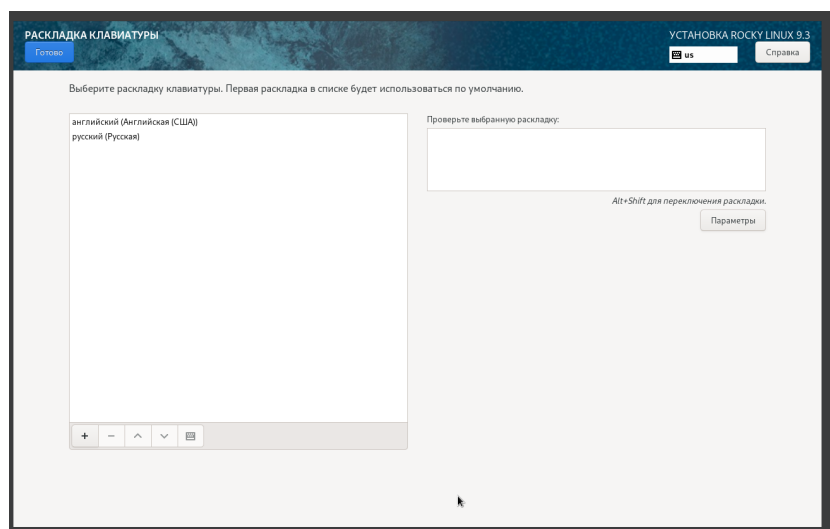 РАСКЛАДКА КЛАВИАТУРЫ
УСТАНОВКА ROCKY LINUX 9.3
Готово
us
Справка
Выберите раскладку клавиатуры. Первая раскладка в списке будет использоваться по умолчанию.
английский (Английская (США))
русский (Русская)
Проверьте выбранную раскладку:
Alt+Shift для переключения раскладки.
Параметры